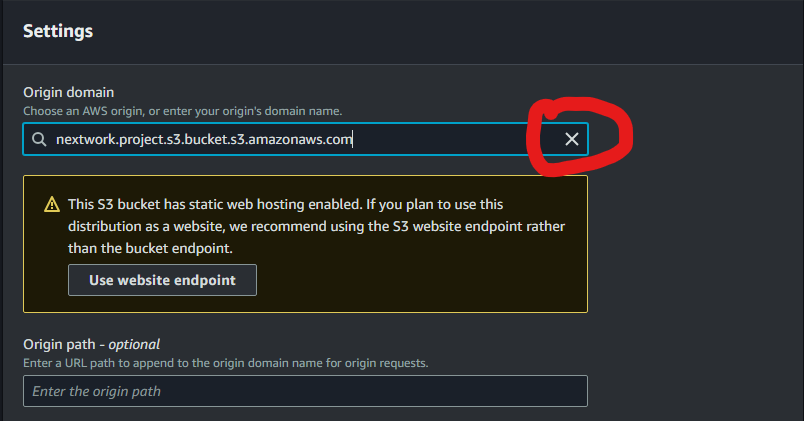 Settings
Origin domain
Choose an AWS origin, or enter your origin's domain name.
nextwork.project.s3.bucket.s3.amazonaws.com
This S3 bucket has static web hosting enabled. If you plan to use this
distribution as a website, we recommend using the S3 website endpoint rather
than the bucket endpoint.
Use website endpoint
Origin path - optional
Enter a URL path to append to the origin domain name for origin requests.
Enter the origin path